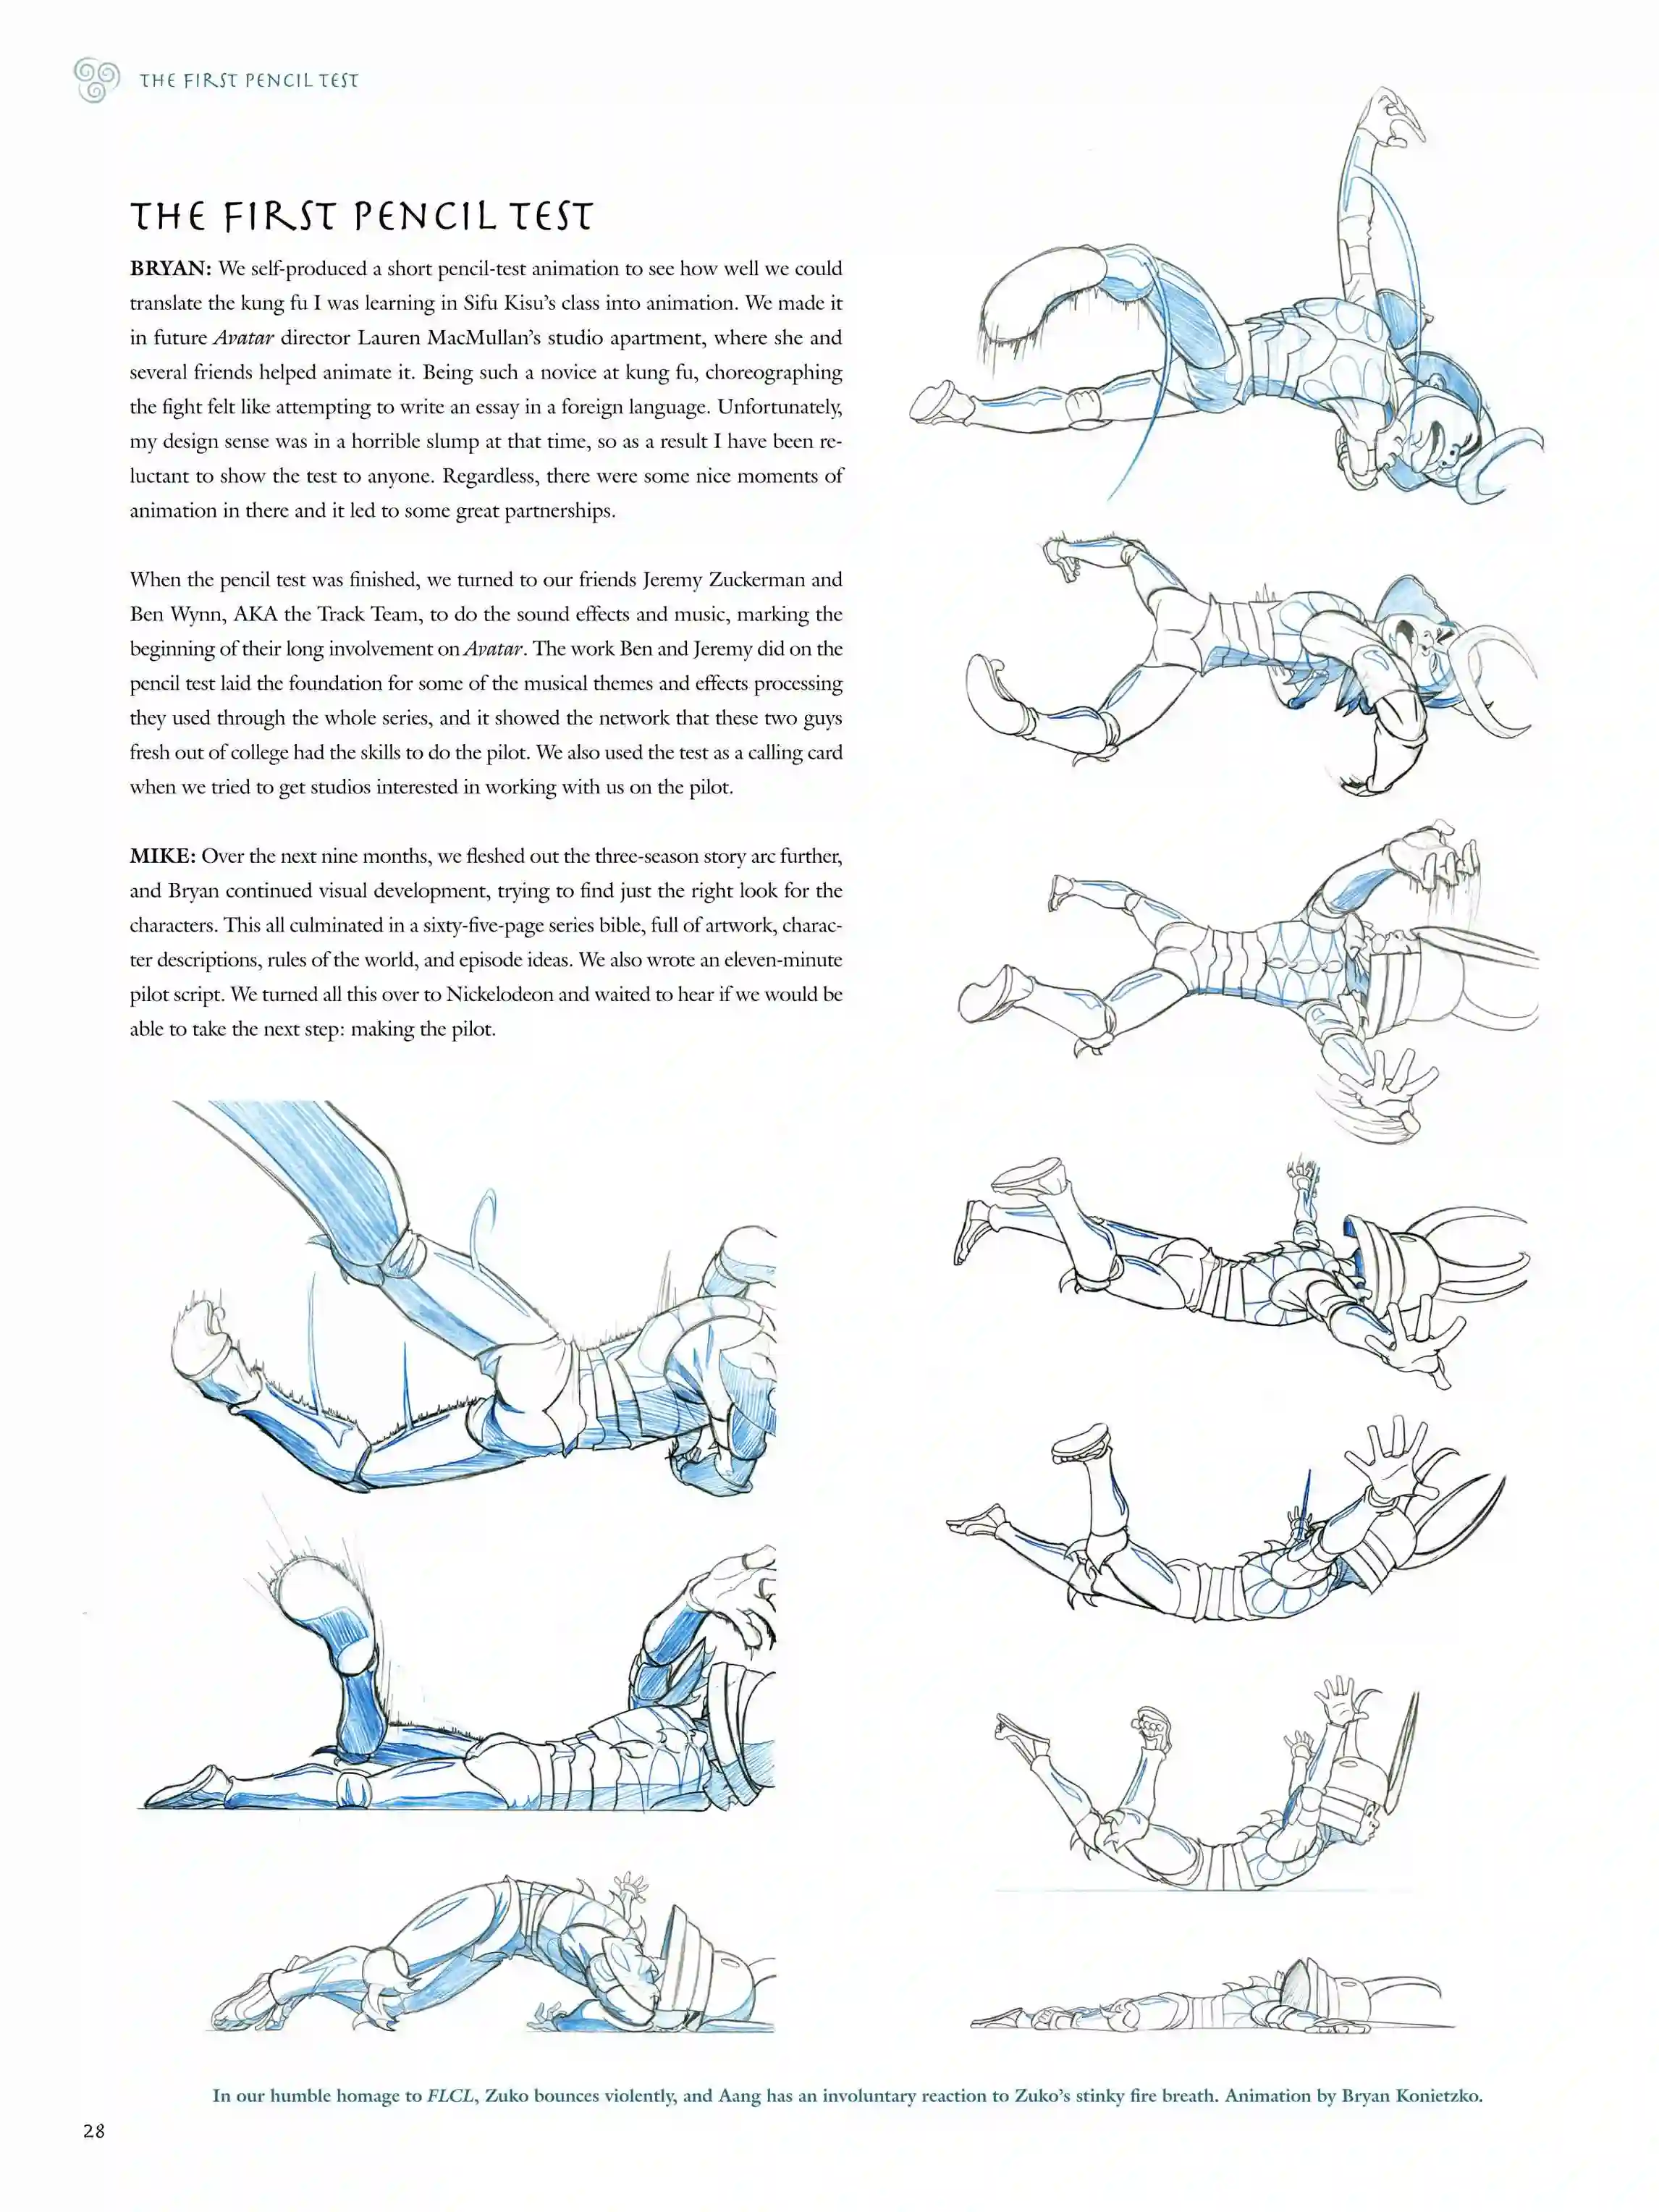 THE FIRST PENCIL TEST
THE FIRST PENCIL TEST
BRYAN: We self-produced a short pencil-test animation to see how well we could
translate the kung fu I was learning in Sifu Kisu's class into animation. We made it
in future Avatar director Lauren MacMullan's studio apartment, where she and
several friends helped animate it. Being such a novice at kung fu, choreographing
the fight felt like attempting to write an essay in a foreign language. Unfortunately,
my design sense was in a horrible slump at that time, so as a result I have been re-
luctant to show the test to anyone. Regardless, there were some nice moments of
animation in there and it led to some great partnerships.
When the pencil test was finished, we turned to our friends Jeremy Zuckerman and
Ben Wynn, AKA the Track Team, to do the sound effects and music, marking the
beginning of their long involvement on Avatar. The work Ben and Jeremy did on the
pencil test laid the foundation for some of the musical themes and effects processing
they used through the whole series, and it showed the network that these two guys
fresh out of college had the skills to do the pilot. We also used the test as a calling card
when we tried to get studios interested in working with us on the pilot.
MIKE: Over the next nine months, we fleshed out the three-season story arc further,
and Bryan continued visual development, trying to find just the right look for the
characters. This all culminated in a sixty-five-page series bible, full of artwork, charac-
ter descriptions, rules of the world, and episode ideas. We also wrote an eleven-minute
pilot script. We turned all this over to Nickelodeon and waited to hear if we would be
able to take the next step: making the pilot.
In our humble homage to FLCL, Zuko bounces violently, and Aang has an involuntary reaction to Zuko's stinky fire breath. Animation by Bryan Konietzko.
28